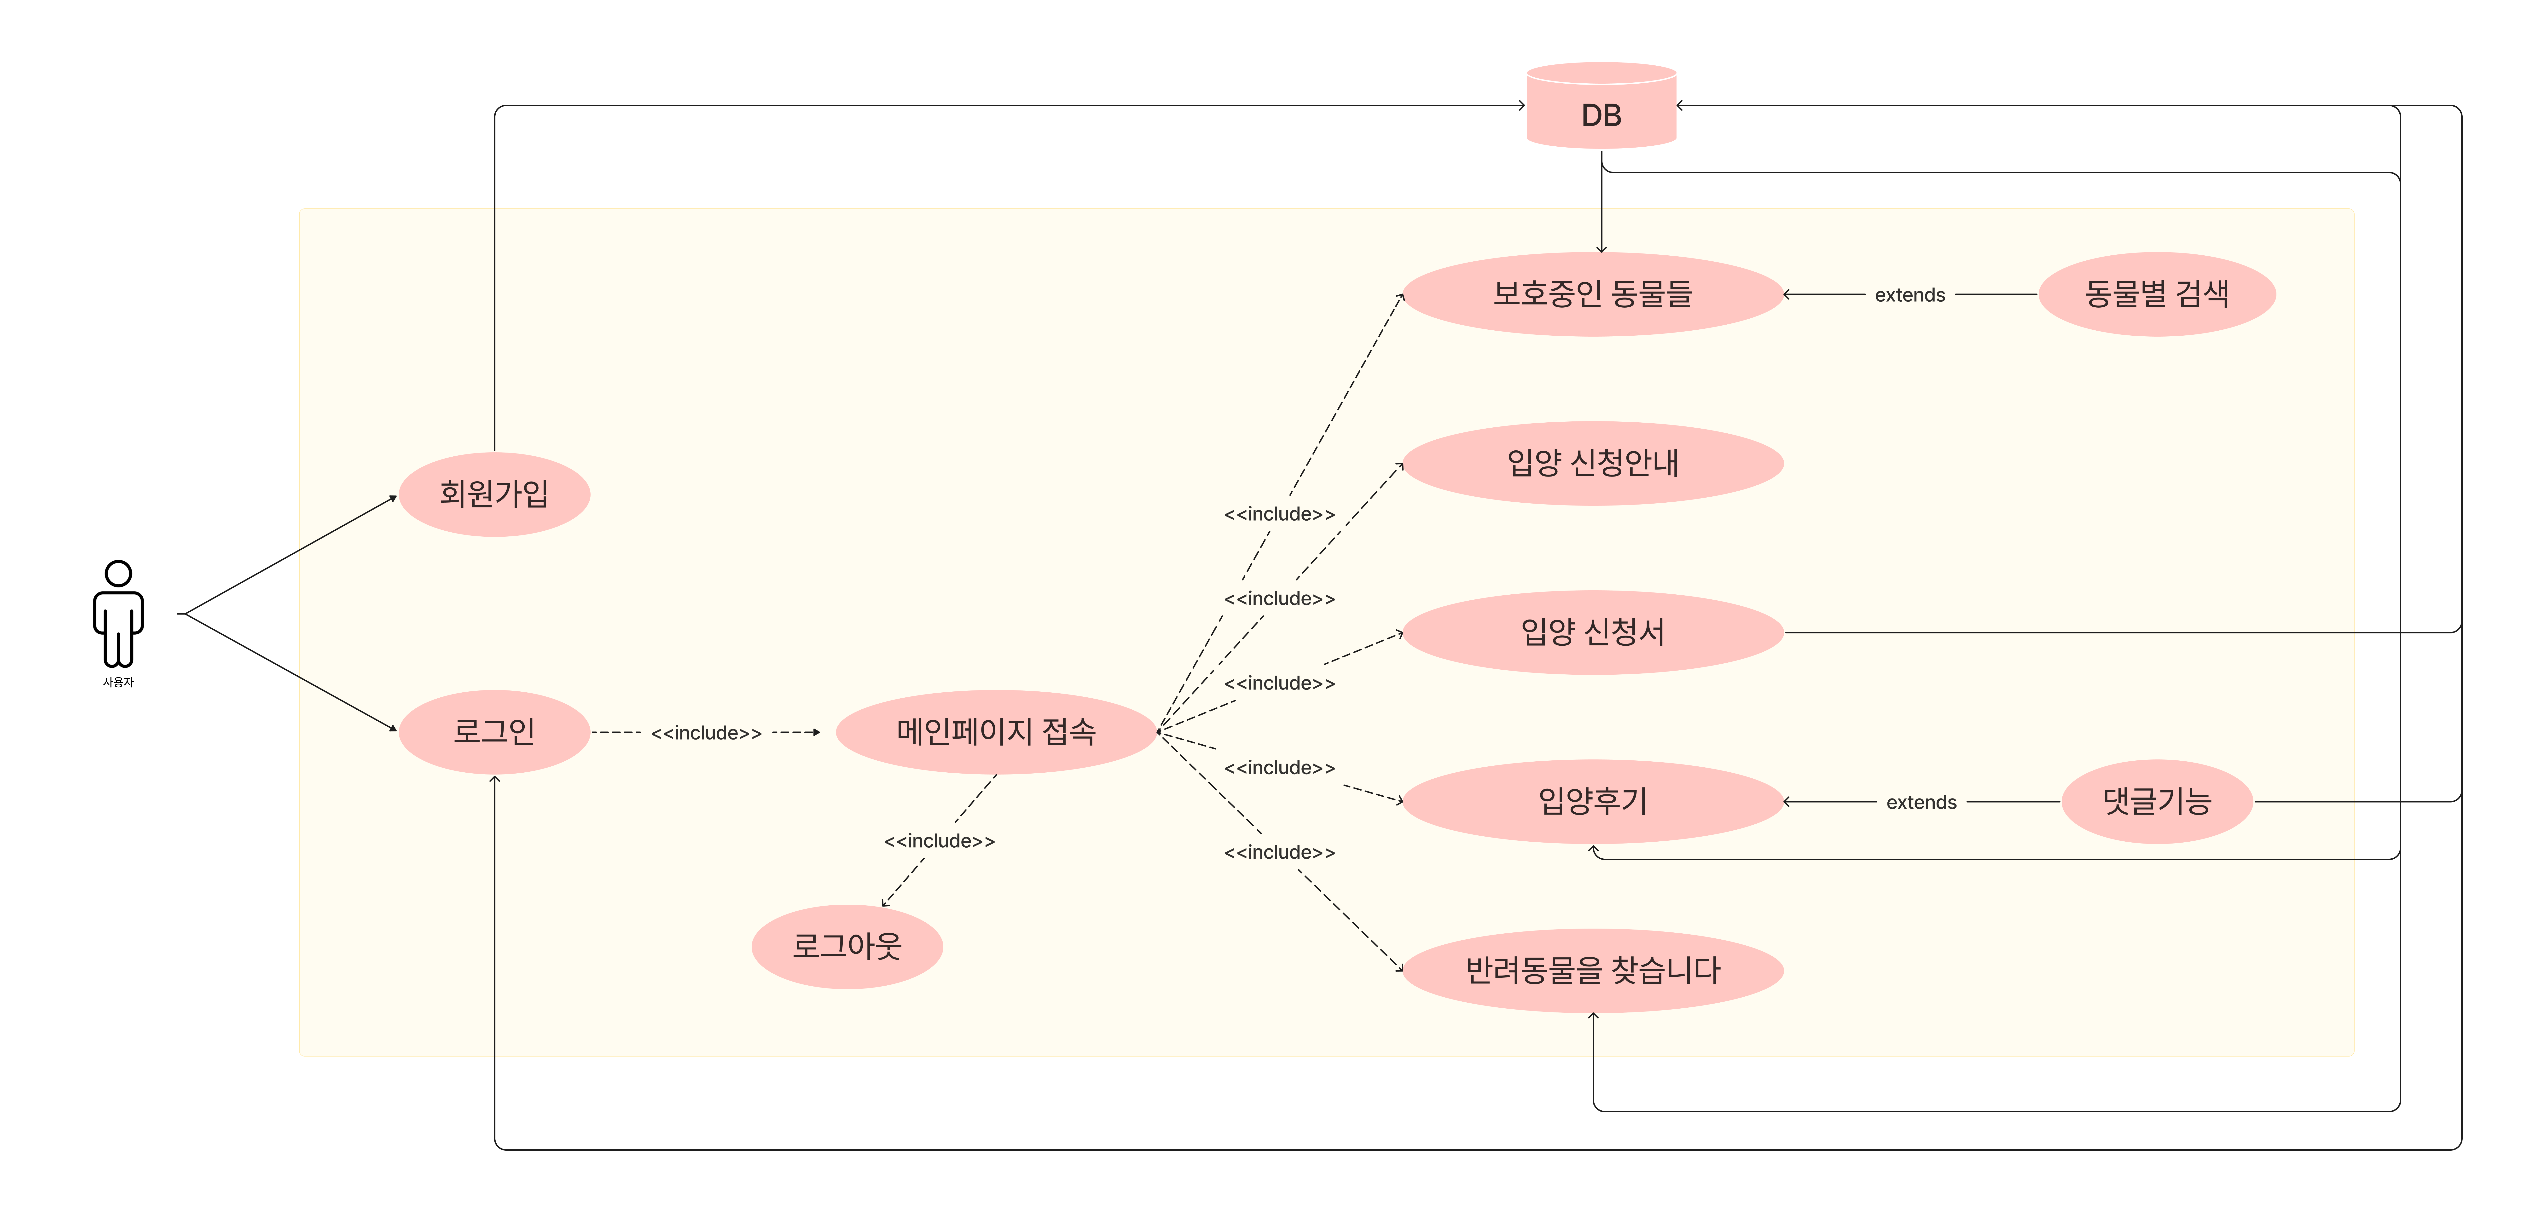 DB
보호중인 동물들
extends
동물별 검색
입양 신청안내
회원가입
<<include>>
<<include>>
입양 신청서
사용자
<<include>>
로그인
<<include>>
메인페이지 접속
<<include>>
입양후기
extends
댓글기능
<<include>>
<<include>>
로그아웃
반려동물을 찾습니다